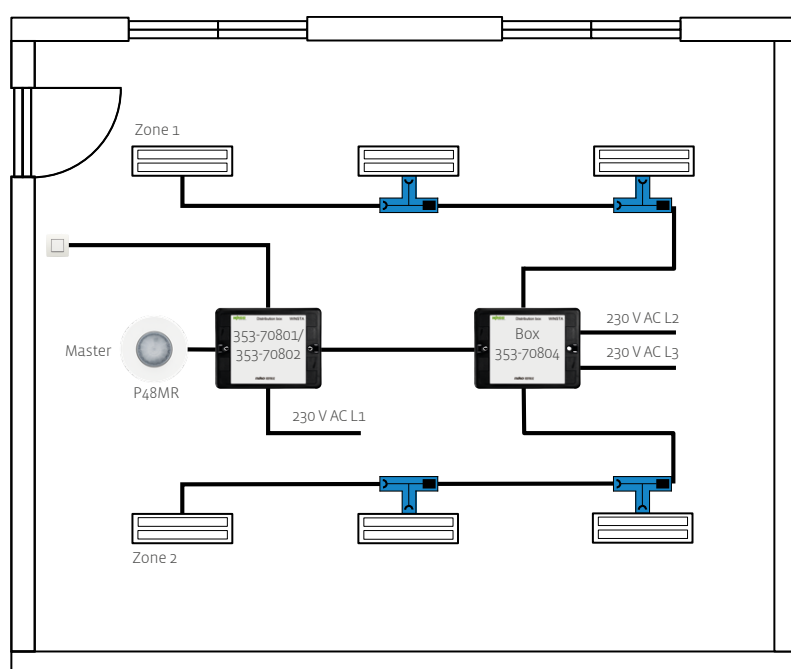 Zone 1
353-70801/
353-70802
Box
353-70804
230 V AC L2
230 V AC L3
Master
P48MR
230 V AC L1
Zone 2